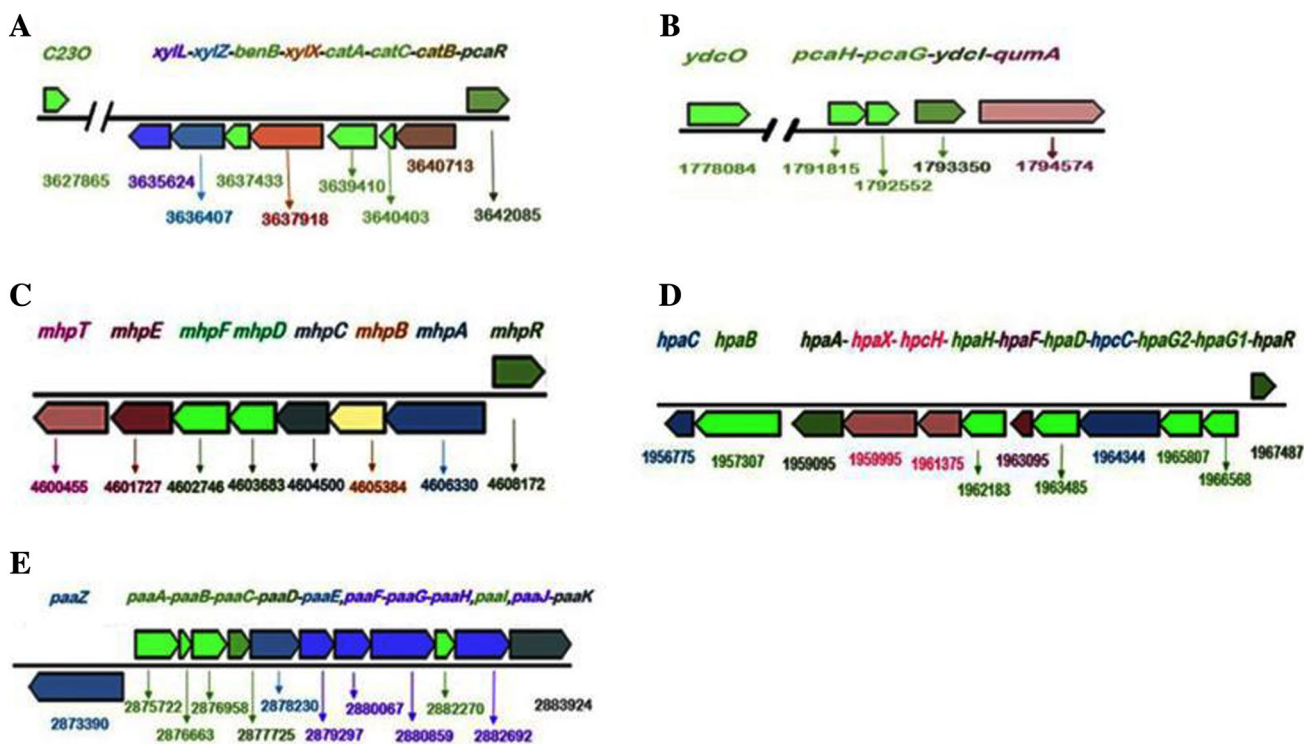 A
C23O xylL-xylZ-benB-xylX-catA-catC-catB-pcaR
3627865 3635624 3637433 3639410 3640713
3636407 3637918 3640403 3642085
B
ydcO pcaH-pcaG-ydcI-qumA
1778084 1791815 1793350 1794574
1792552
C
mhpT mhpE mhpF mhpD mhpC mhpB mhpA mhpR
4600455 4601727 4602746 4603683 4604500 4605384 4606330 4608172
D
hpaC hpaB hpaA- hpaX- hpcH- hpaH-hpaF-hpaD-hpcC-hpaG2-hpaG1-hpaR
1956775 1957307 1959095 1959995 1961375 1963095 1964344 1965807 1967487
1962183 1963485 1966568
E
paaZ paaA-paaB-paaC-paaD-paaE,paaF-paaG-paaH,paaI,paaJ-paaK
2873390 2875722 2876958 2878230 2880067 2882270 2883924
2876663 2877725 2879297 2880859 2882692